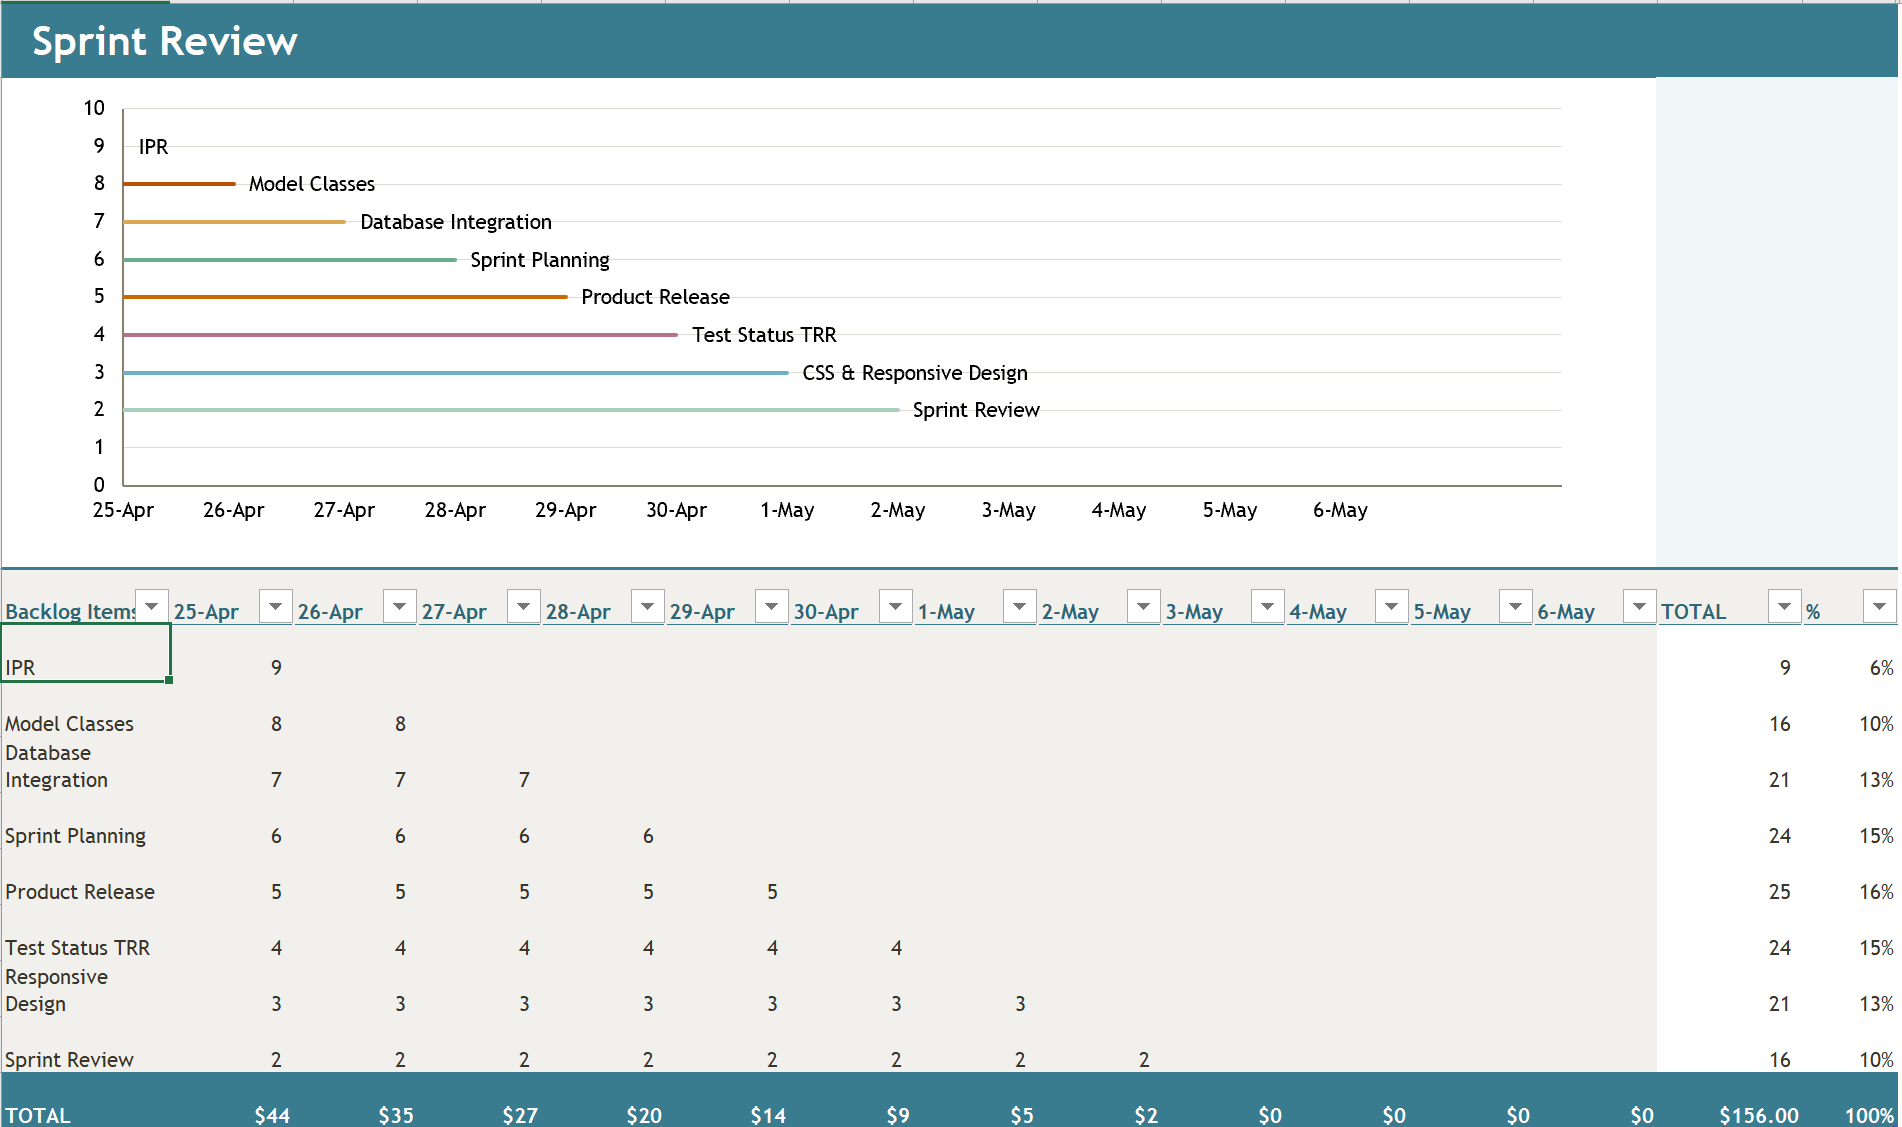 Sprint Review
10
9 IPR
8 Model Classes
7 Database Integration
6 Sprint Planning
5 Product Release
4 Test Status TRR
3 CSS & Responsive Design
2 Sprint Review
1
0
25-Apr 26-Apr 27-Apr 28-Apr 29-Apr 30-Apr 1-May 2-May 3-May 4-May 5-May 6-May
Backlog Items 25-Apr 26-Apr 27-Apr 28-Apr 29-Apr 30-Apr 1-May 2-May 3-May 4-May 5-May 6-May TOTAL %
IPR 9 9 6%
Model Classes 8 8 16 10%
Database
Integration 7 7 7 21 13%
Sprint Planning 6 6 6 6 24 15%
Product Release 5 5 5 5 5 25 16%
Test Status TRR 4 4 4 4 4 4 24 15%
Responsive
Design 3 3 3 3 3 3 3 21 13%
Sprint Review 2 2 2 2 2 2 2 2 16 10%
TOTAL $44 $35 $27 $20 $14 $9 $5 $2 $0 $0 $0 $0 $156.00 100%